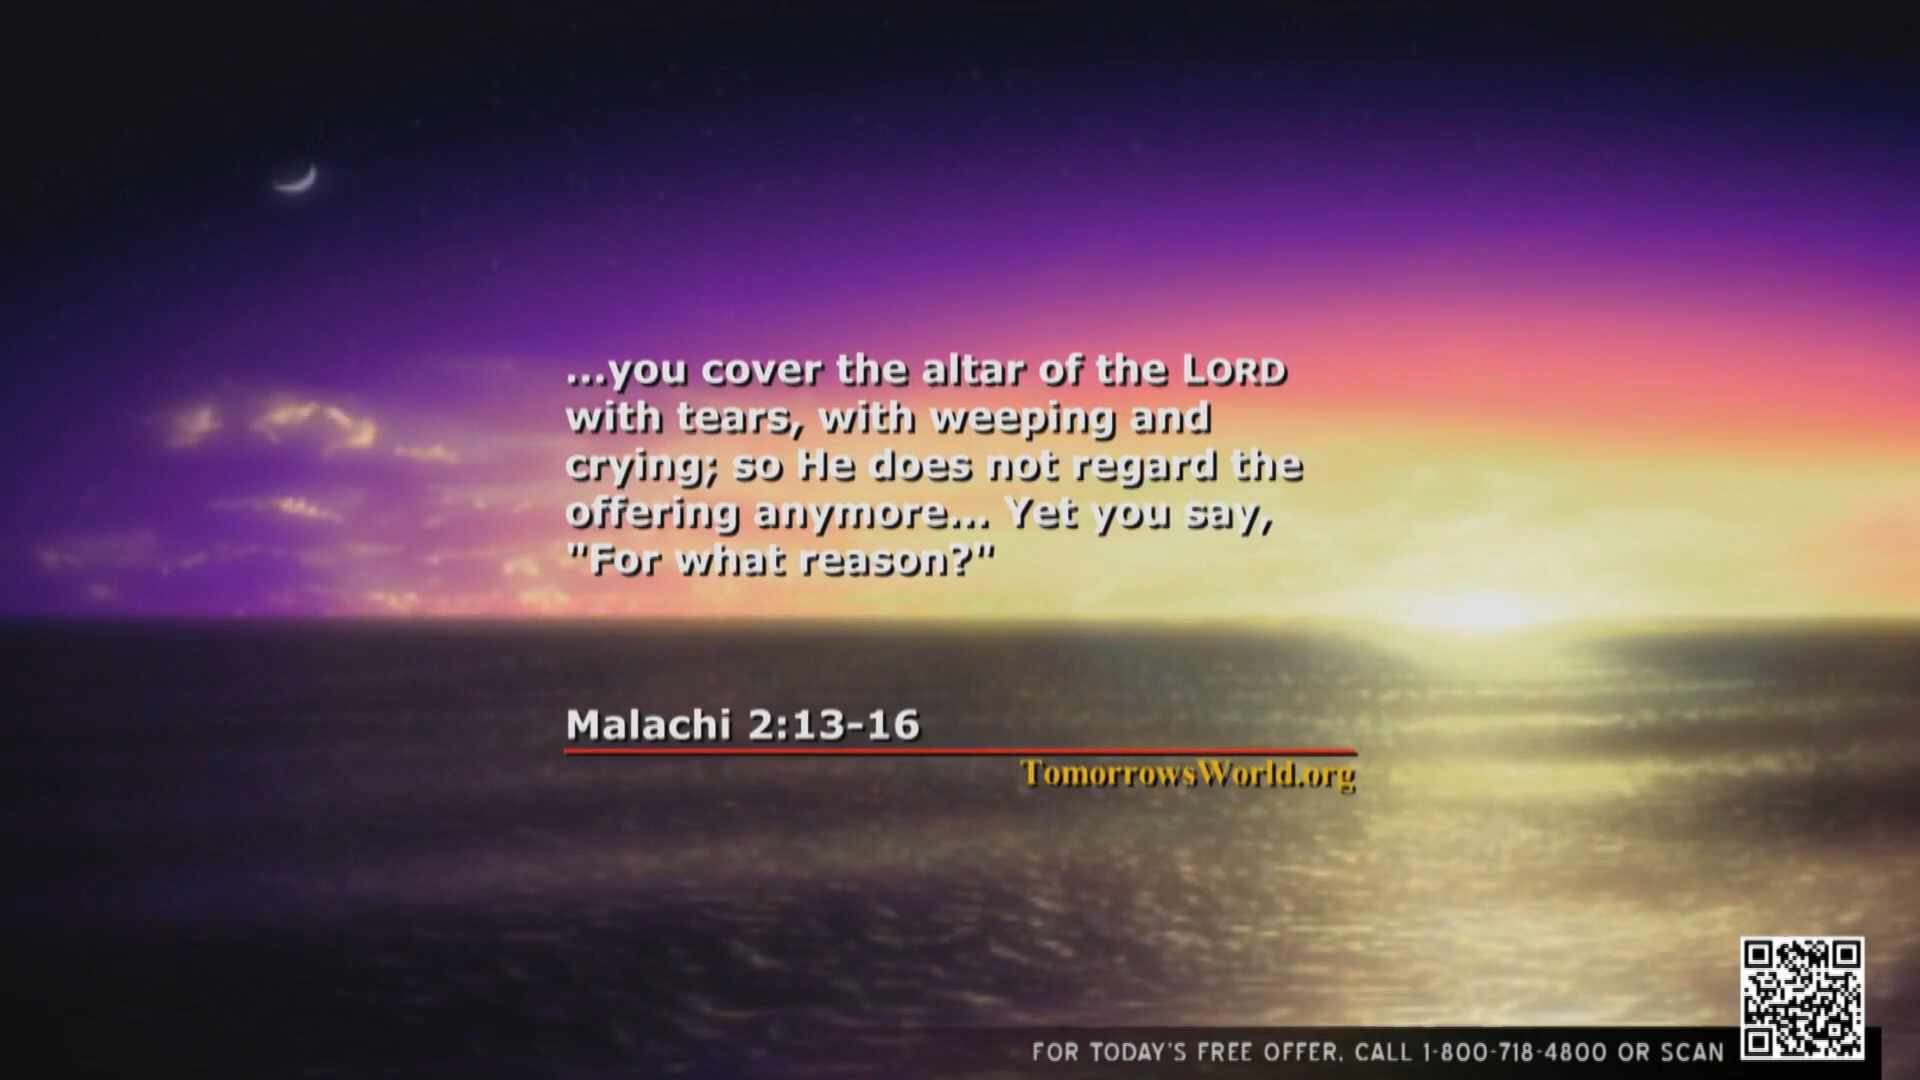 ...you cover the altar of the LORD
with tears, with weeping and
crying; so He does not regard the
offering anymore... Yet you say,
"For what reason?"
Malachi 2:13-16
TomorrowsWorld.org
FOR TODAY'S FREE OFFER, CALL 1-800-718-4800 OR SCAN